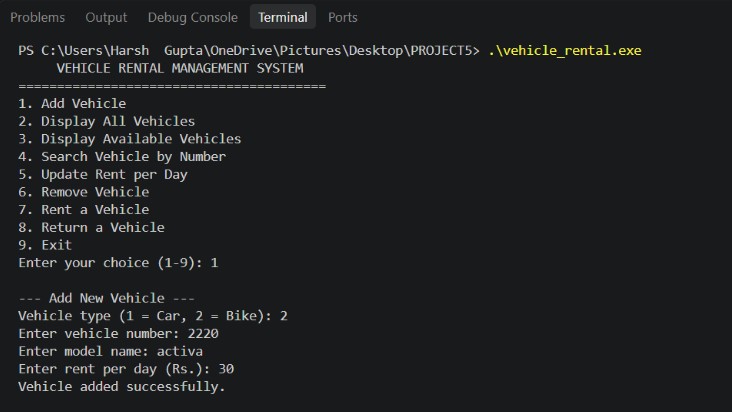 Problems Output Debug Console Terminal Ports
PS C:\Users\Harsh  Gupta\OneDrive\Pictures\Desktop\PROJECT5> .\vehicle_rental.exe
     VEHICLE RENTAL MANAGEMENT SYSTEM
========================================
1. Add Vehicle
2. Display All Vehicles
3. Display Available Vehicles
4. Search Vehicle by Number
5. Update Rent per Day
6. Remove Vehicle
7. Rent a Vehicle
8. Return a Vehicle
9. Exit
Enter your choice (1-9): 1
--- Add New Vehicle ---
Vehicle type (1 = Car, 2 = Bike): 2
Enter vehicle number: 2220
Enter model name: activa
Enter rent per day (Rs.): 30
Vehicle added successfully.